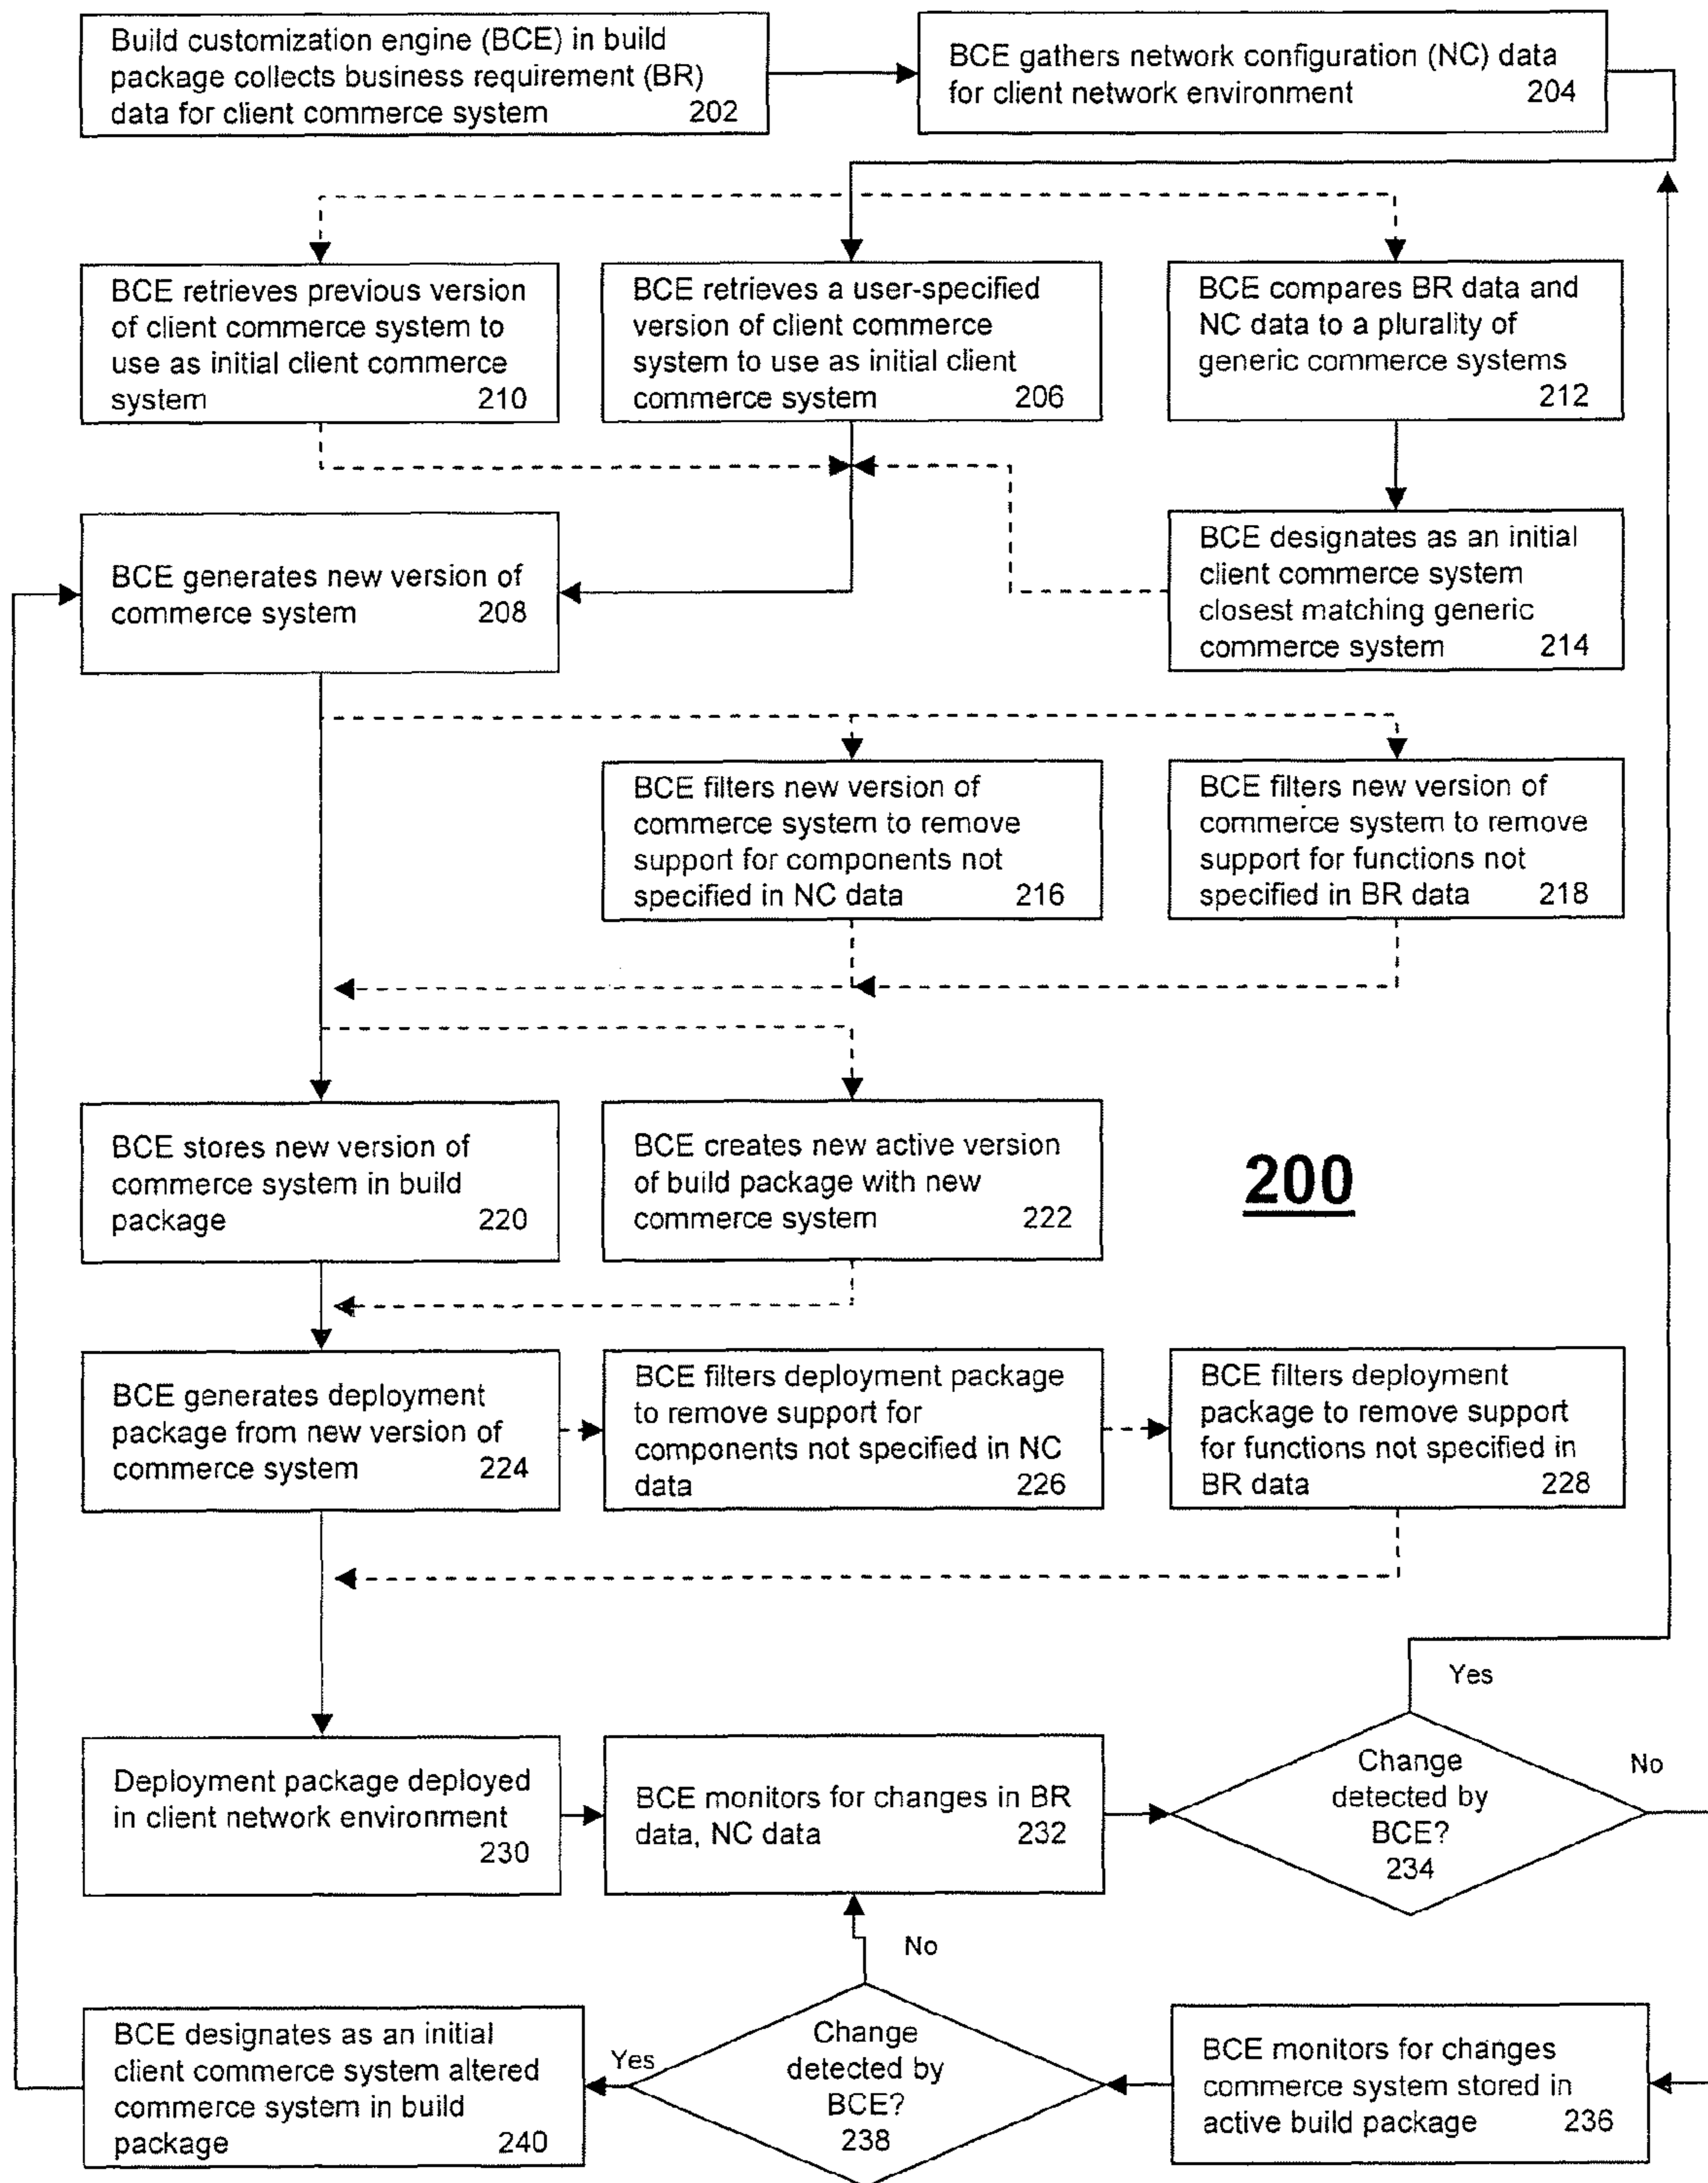 Build customization engine (BCE) in build
package collects business requirement (BR)
data for client commerce system 202
BCE gathers network configuration (NC) data
for client network environment 204
BCE retrieves previous version
of client commerce system to
use as initial client commerce
system 210
BCE retrieves a user-specified
version of client commerce
system to use as initial client
commerce system 206
BCE compares BR data and
NC data to a plurality of
generic commerce systems
212
BCE generates new version of
commerce system 208
BCE designates as an initial
client commerce system
closest matching generic
commerce system 214
BCE filters new version of
commerce system to remove
support for components not
specified in NC data 216
BCE filters new version of
commerce system to remove
support for functions not
specified in BR data 218
BCE stores new version of
commerce system in build
package 220
BCE creates new active version
of build package with new
commerce system 222
200
BCE generates deployment
package from new version of
commerce system 224
BCE filters deployment package
to remove support for
components not specified in NC
data 226
BCE filters deployment
package to remove support
for functions not specified in
BR data 228
Yes
Deployment package deployed
in client network environment
230
BCE monitors for changes in BR
data, NC data 232
Change
detected by
BCE?
234
No
No
BCE designates as an initial
client commerce system altered
commerce system in build
package 240
Yes
Change
detected by
BCE?
238
BCE monitors for changes
commerce system stored in
active build package 236